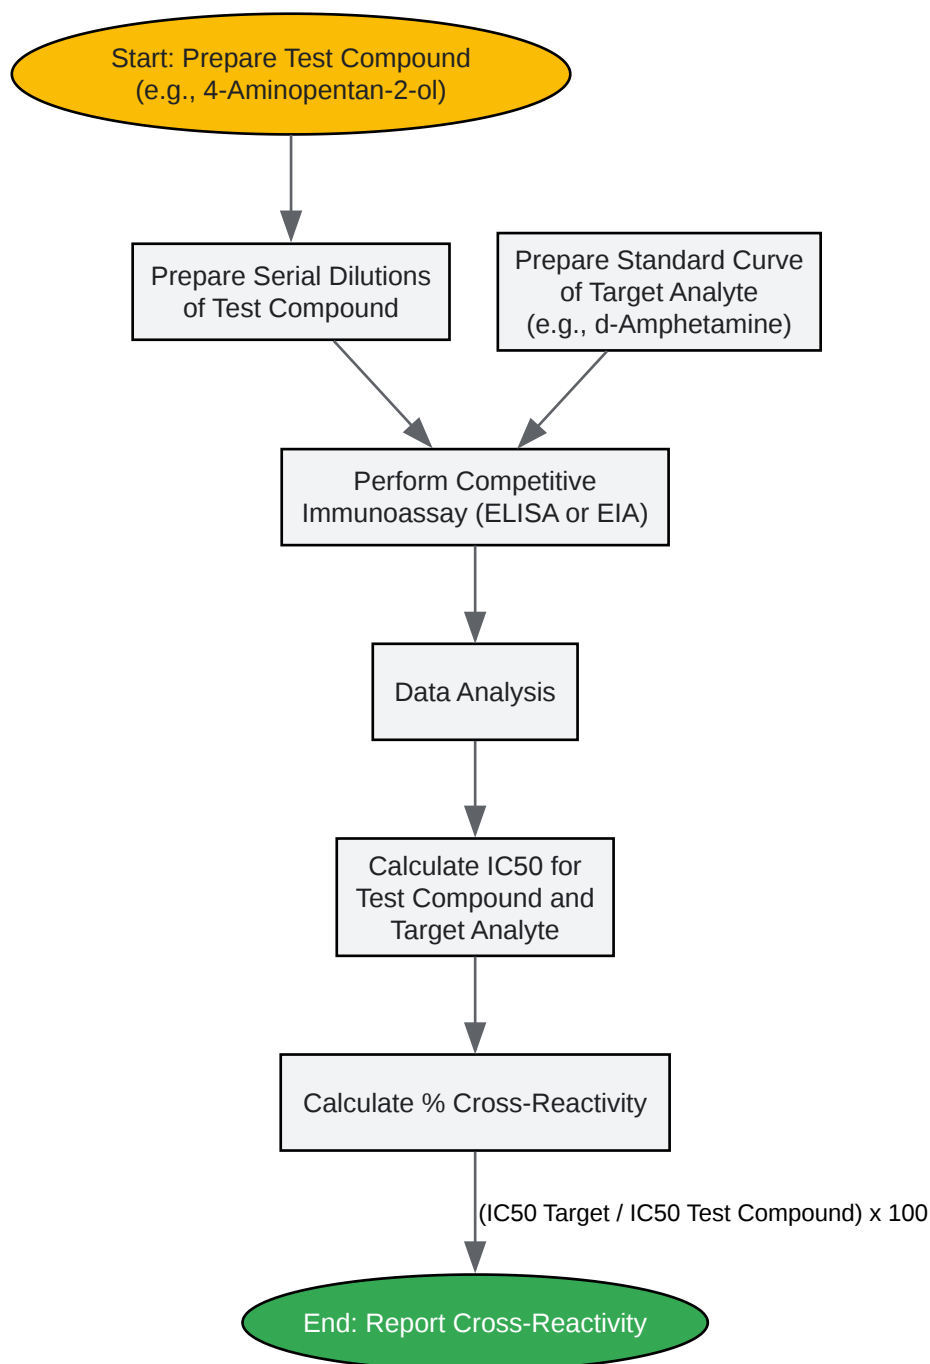 Start: Prepare Test Compound
(e.g., 4-Aminopentan-2-ol)
Prepare Serial Dilutions
of Test Compound
Prepare Standard Curve
of Target Analyte
(e.g., d-Amphetamine)
Perform Competitive
Immunoassay (ELISA or EIA)
Data Analysis
Calculate IC50 for
Test Compound and
Target Analyte
Calculate % Cross-Reactivity
(IC50 Target / IC50 Test Compound) x 100
End: Report Cross-Reactivity